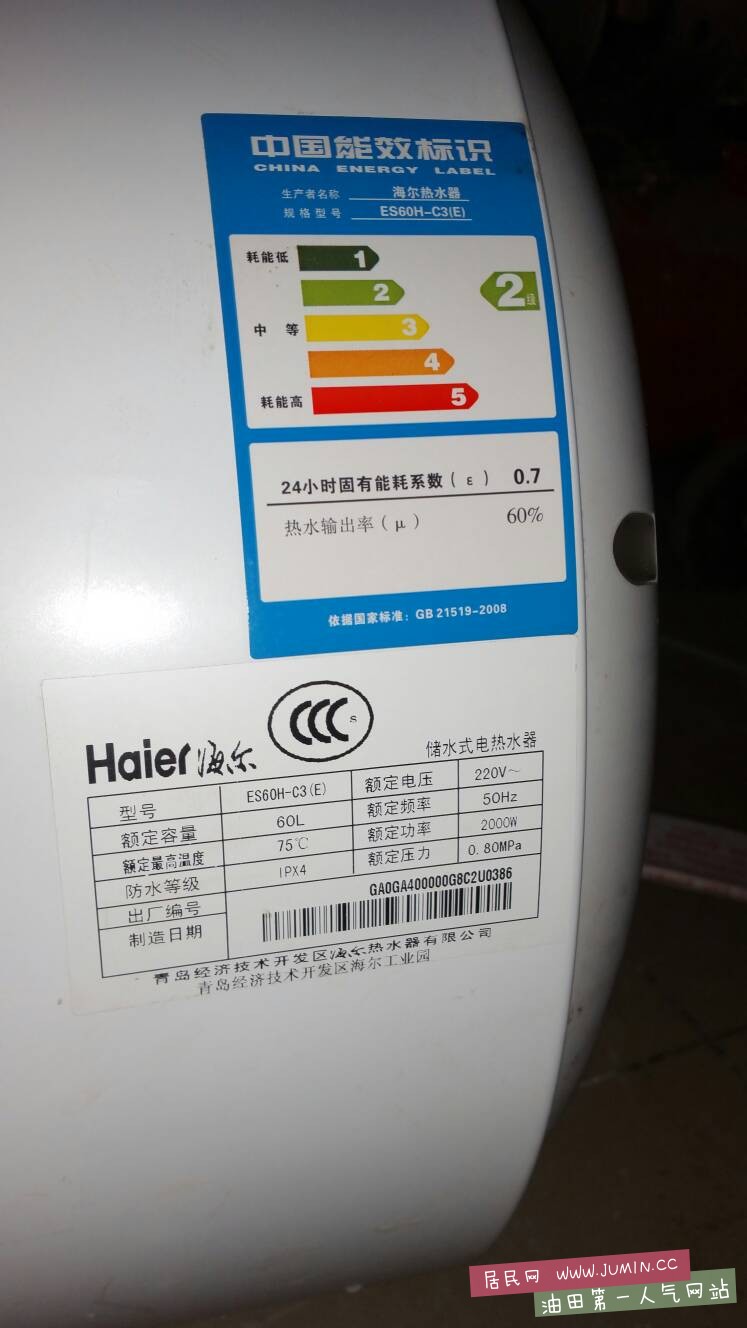 中国能效标识
CHINA ENERGY LABEL
生产者名称 海尔热水器
规格型号 ES60H-C3(E)
耗能低 1
2 2级
中 等 3
4
耗能高 5
24小时固有能耗系数(ε) 0.7
热水输出率(μ) 60%
依据国家标准：GB 21519-2008
Haier 海尔 CCC S 储水式电热水器
型号 ES60H-C3(E) 额定电压 220V~
额定容量 60L 额定频率 50Hz
额定最高温度 75℃ 额定功率 2000W
防水等级 IPX4 额定压力 0.80MPa
出厂编号 GA0GA400000G8C2U0386
制造日期
青岛经济技术开发区海尔热水器有限公司
青岛经济技术开发区海尔工业园
居民网 WWW.JUMIN.CC
油田第一人气网站